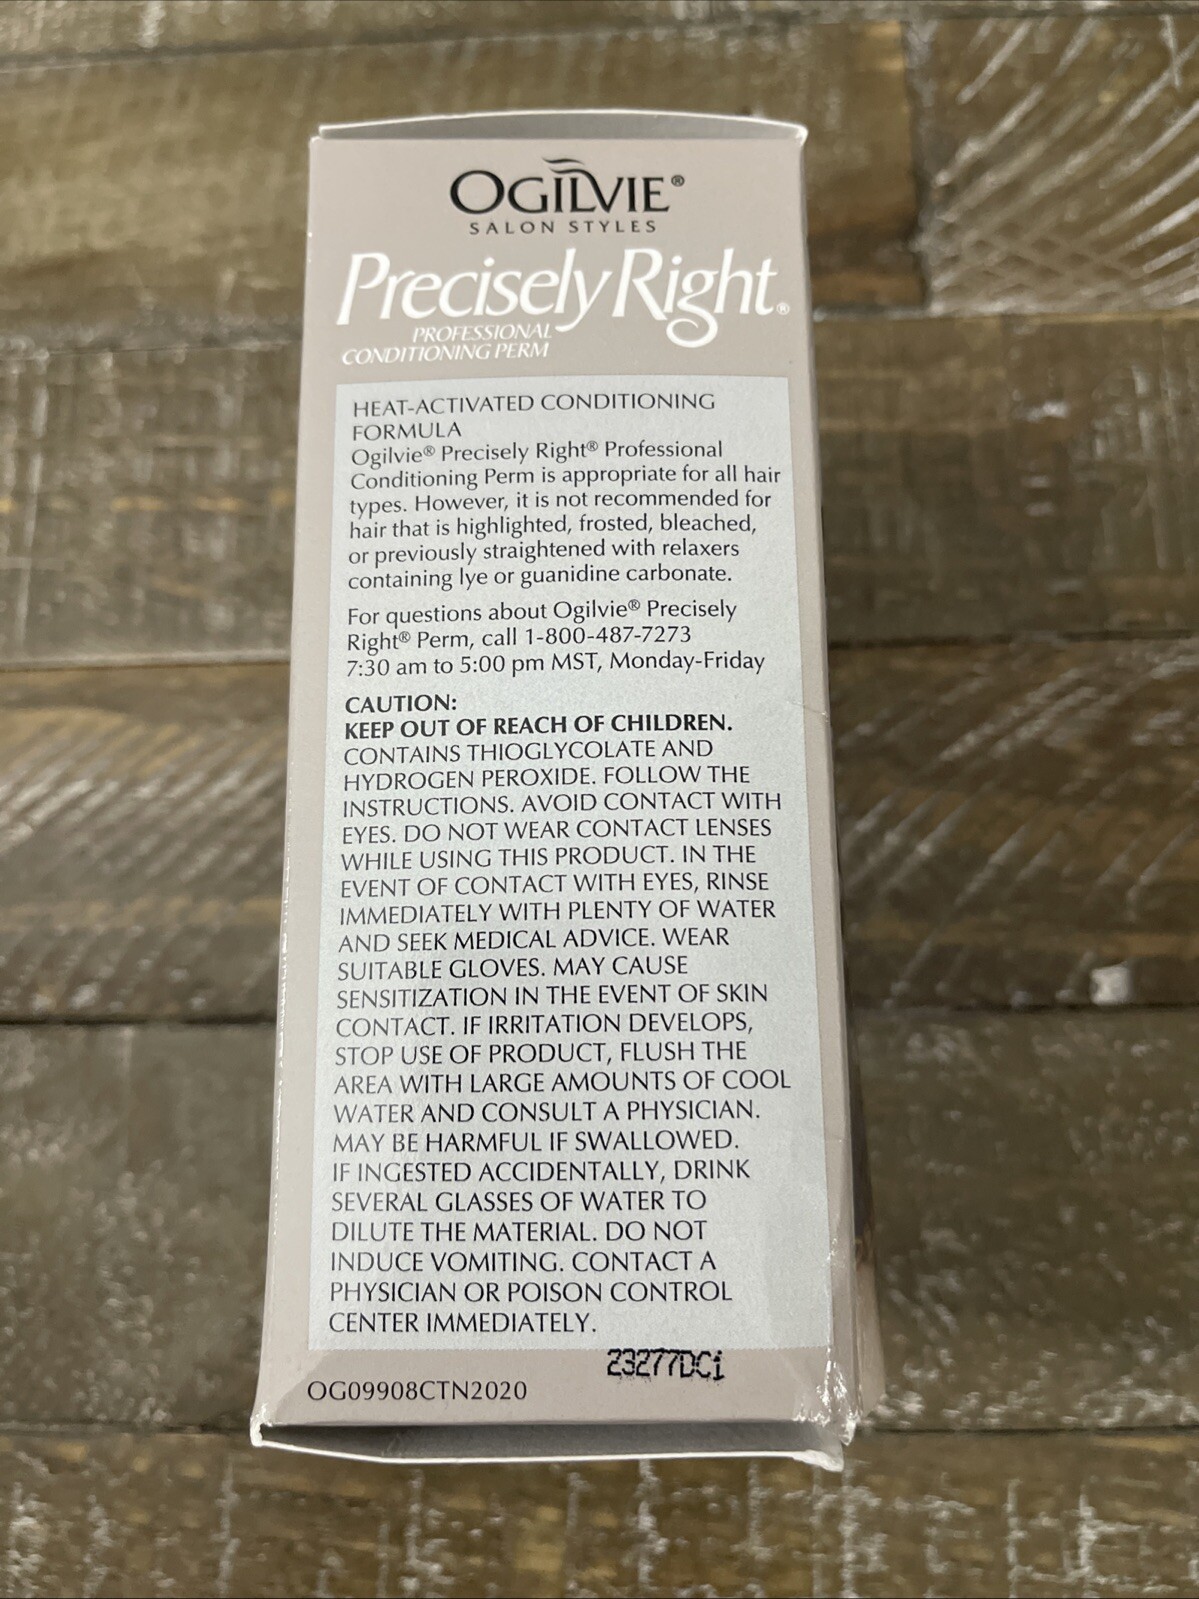 OGILVIE®
SALON STYLES
Precisely Right®
PROFESSIONAL
CONDITIONING PERM
HEAT-ACTIVATED CONDITIONING
FORMULA
Ogilvie® Precisely Right® Professional
Conditioning Perm is appropriate for all hair
types. However, it is not recommended for
hair that is highlighted, frosted, bleached,
or previously straightened with relaxers
containing lye or guanidine carbonate.
For questions about Ogilvie® Precisely
Right® Perm, call 1-800-487-7273
7:30 am to 5:00 pm MST, Monday-Friday
CAUTION:
KEEP OUT OF REACH OF CHILDREN.
CONTAINS THIOGLYCOLATE AND
HYDROGEN PEROXIDE. FOLLOW THE
INSTRUCTIONS. AVOID CONTACT WITH
EYES. DO NOT WEAR CONTACT LENSES
WHILE USING THIS PRODUCT. IN THE
EVENT OF CONTACT WITH EYES, RINSE
IMMEDIATELY WITH PLENTY OF WATER
AND SEEK MEDICAL ADVICE. WEAR
SUITABLE GLOVES. MAY CAUSE
SENSITIZATION IN THE EVENT OF SKIN
CONTACT. IF IRRITATION DEVELOPS,
STOP USE OF PRODUCT, FLUSH THE
AREA WITH LARGE AMOUNTS OF COOL
WATER AND CONSULT A PHYSICIAN.
MAY BE HARMFUL IF SWALLOWED.
IF INGESTED ACCIDENTALLY, DRINK
SEVERAL GLASSES OF WATER TO
DILUTE THE MATERIAL. DO NOT
INDUCE VOMITING. CONTACT A
PHYSICIAN OR POISON CONTROL
CENTER IMMEDIATELY.
23277DC1
OG09908CTN2020